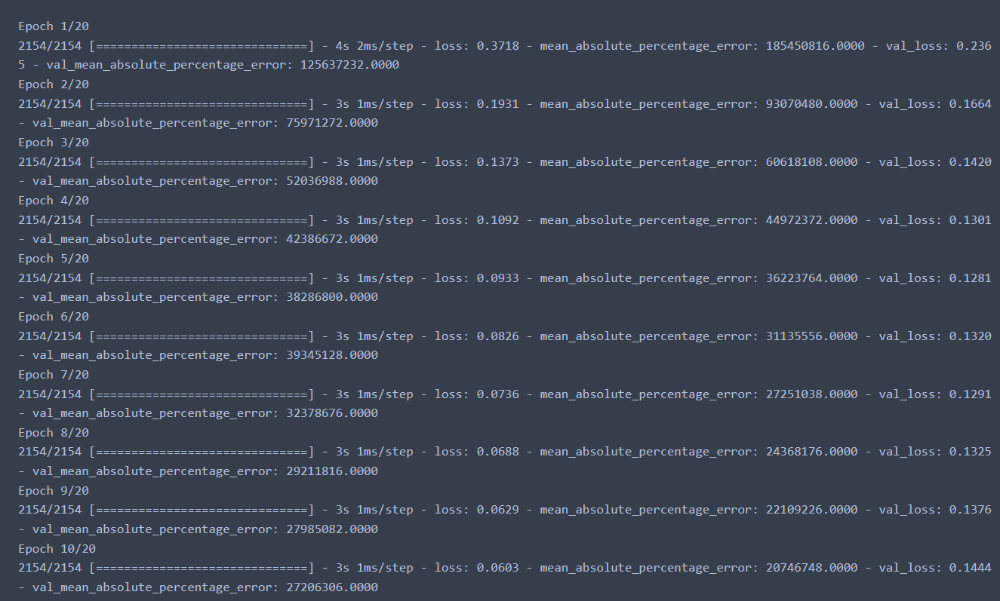 Epoch 1/20
2154/2154 [==============================] - 4s 2ms/step - loss: 0.3718 - mean_absolute_percentage_error: 185450816.0000 - val_loss: 0.236
5 - val_mean_absolute_percentage_error: 125637232.0000
Epoch 2/20
2154/2154 [==============================] - 3s 1ms/step - loss: 0.1931 - mean_absolute_percentage_error: 93070480.0000 - val_loss: 0.1664
- val_mean_absolute_percentage_error: 75971272.0000
Epoch 3/20
2154/2154 [==============================] - 3s 1ms/step - loss: 0.1373 - mean_absolute_percentage_error: 60618108.0000 - val_loss: 0.1420
- val_mean_absolute_percentage_error: 52036988.0000
Epoch 4/20
2154/2154 [==============================] - 3s 1ms/step - loss: 0.1092 - mean_absolute_percentage_error: 44972372.0000 - val_loss: 0.1301
- val_mean_absolute_percentage_error: 42386672.0000
Epoch 5/20
2154/2154 [==============================] - 3s 1ms/step - loss: 0.0933 - mean_absolute_percentage_error: 36223764.0000 - val_loss: 0.1281
- val_mean_absolute_percentage_error: 38286800.0000
Epoch 6/20
2154/2154 [==============================] - 3s 1ms/step - loss: 0.0826 - mean_absolute_percentage_error: 31135556.0000 - val_loss: 0.1320
- val_mean_absolute_percentage_error: 39345128.0000
Epoch 7/20
2154/2154 [==============================] - 3s 1ms/step - loss: 0.0736 - mean_absolute_percentage_error: 27251038.0000 - val_loss: 0.1291
- val_mean_absolute_percentage_error: 32378676.0000
Epoch 8/20
2154/2154 [==============================] - 3s 1ms/step - loss: 0.0688 - mean_absolute_percentage_error: 24368176.0000 - val_loss: 0.1325
- val_mean_absolute_percentage_error: 29211816.0000
Epoch 9/20
2154/2154 [==============================] - 3s 1ms/step - loss: 0.0629 - mean_absolute_percentage_error: 22109226.0000 - val_loss: 0.1376
- val_mean_absolute_percentage_error: 27985082.0000
Epoch 10/20
2154/2154 [==============================] - 3s 1ms/step - loss: 0.0603 - mean_absolute_percentage_error: 20746748.0000 - val_loss: 0.1444
- val_mean_absolute_percentage_error: 27206306.0000